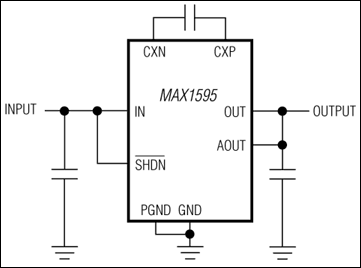 CXN CXP
MAX1595
INPUT IN OUT OUTPUT
AOUT
SHDN
PGND GND